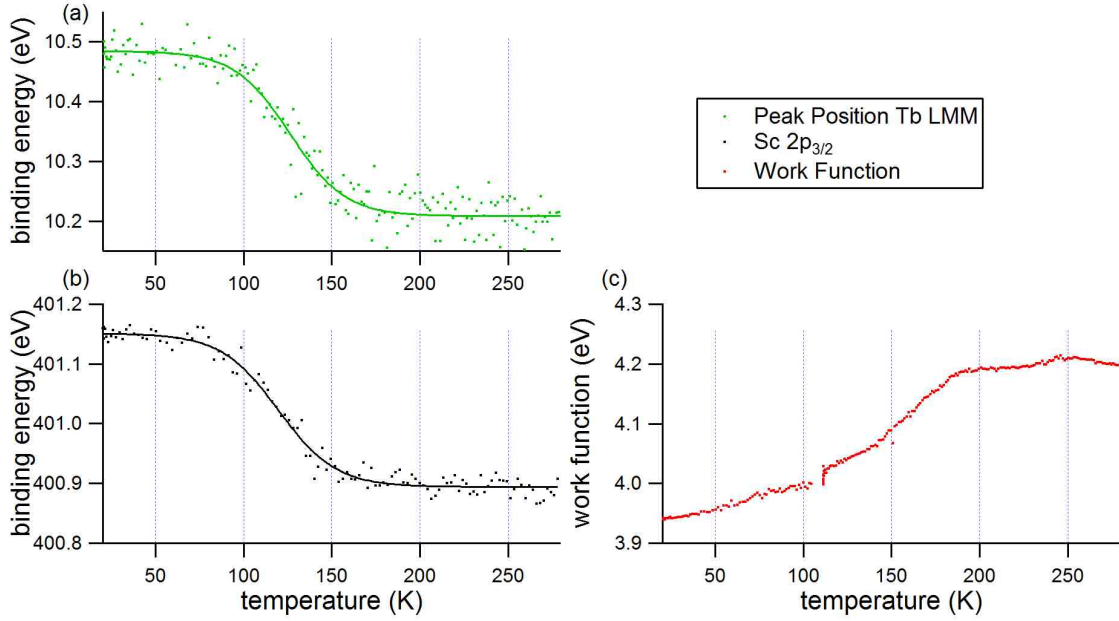 (a)
10.5
10.4
10.3
10.2
binding energy (eV)
50 100 150 200 250
Peak Position Tb LMM
Sc 2p3/2
Work Function
(b)
401.2
401.1
401.0
400.9
400.8
binding energy (eV)
50 100 150 200 250
temperature (K)
(c)
4.3
4.2
4.1
4.0
3.9
work function (eV)
50 100 150 200 250
temperature (K)